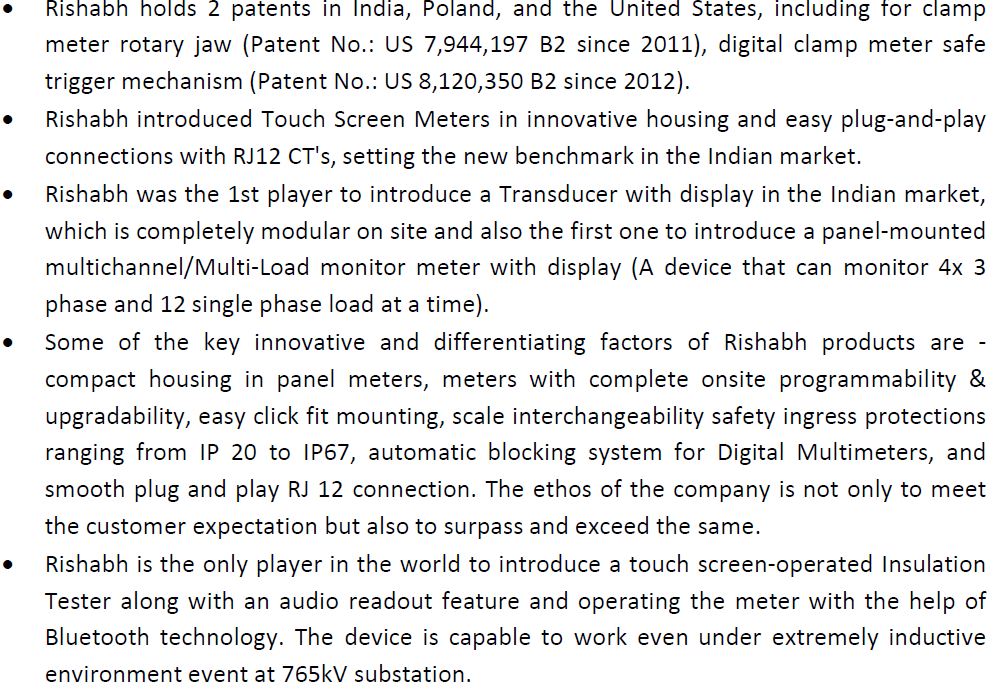 • Rishabh holds 2 patents in India, Poland, and the United States, including for clamp
meter rotary jaw (Patent No.: US 7,944,197 B2 since 2011), digital clamp meter safe
trigger mechanism (Patent No.: US 8,120,350 B2 since 2012).
• Rishabh introduced Touch Screen Meters in innovative housing and easy plug-and-play
connections with RJ12 CT's, setting the new benchmark in the Indian market.
• Rishabh was the 1st player to introduce a Transducer with display in the Indian market,
which is completely modular on site and also the first one to introduce a panel-mounted
multichannel/Multi-Load monitor meter with display (A device that can monitor 4x 3
phase and 12 single phase load at a time).
• Some of the key innovative and differentiating factors of Rishabh products are -
compact housing in panel meters, meters with complete onsite programmability &
upgradability, easy click fit mounting, scale interchangeability safety ingress protections
ranging from IP 20 to IP67, automatic blocking system for Digital Multimeters, and
smooth plug and play RJ 12 connection. The ethos of the company is not only to meet
the customer expectation but also to surpass and exceed the same.
• Rishabh is the only player in the world to introduce a touch screen-operated Insulation
Tester along with an audio readout feature and operating the meter with the help of
Bluetooth technology. The device is capable to work even under extremely inductive
environment event at 765kV substation.